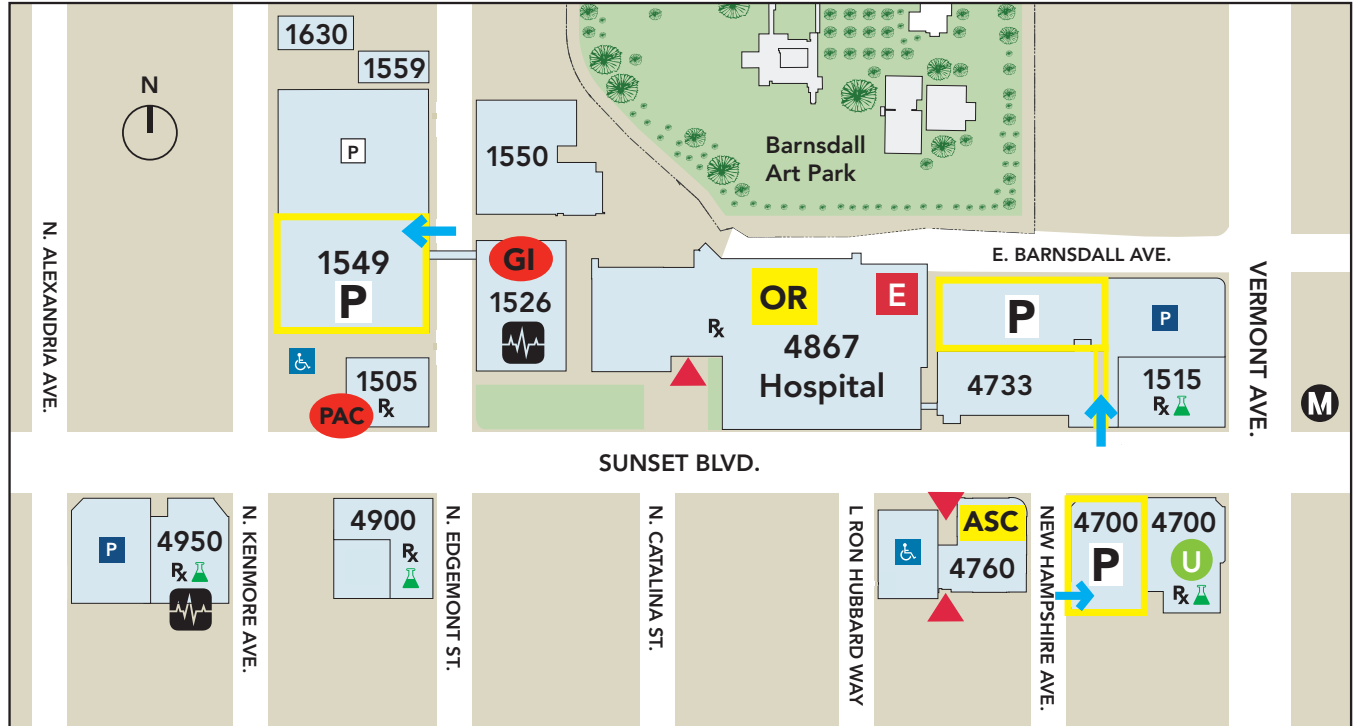 1630
1559
N
P
1550
Barnsdall
Art Park
N. ALEXANDRIA AVE.
1549
P
GI
1526
OR
E
Rx
4867
Hospital
E. BARNSDALL AVE.
P
P
VERMONT AVE.
1505
Rx
PAC
4733
1515
Rx
M
SUNSET BLVD.
P
4950
Rx
N. KENMORE AVE.
4900
Rx
N. EDGEMONT ST.
N. CATALINA ST.
L RON HUBBARD WAY
ASC
4760
NEW HAMPSHIRE AVE.
4700
P
4700
U
Rx